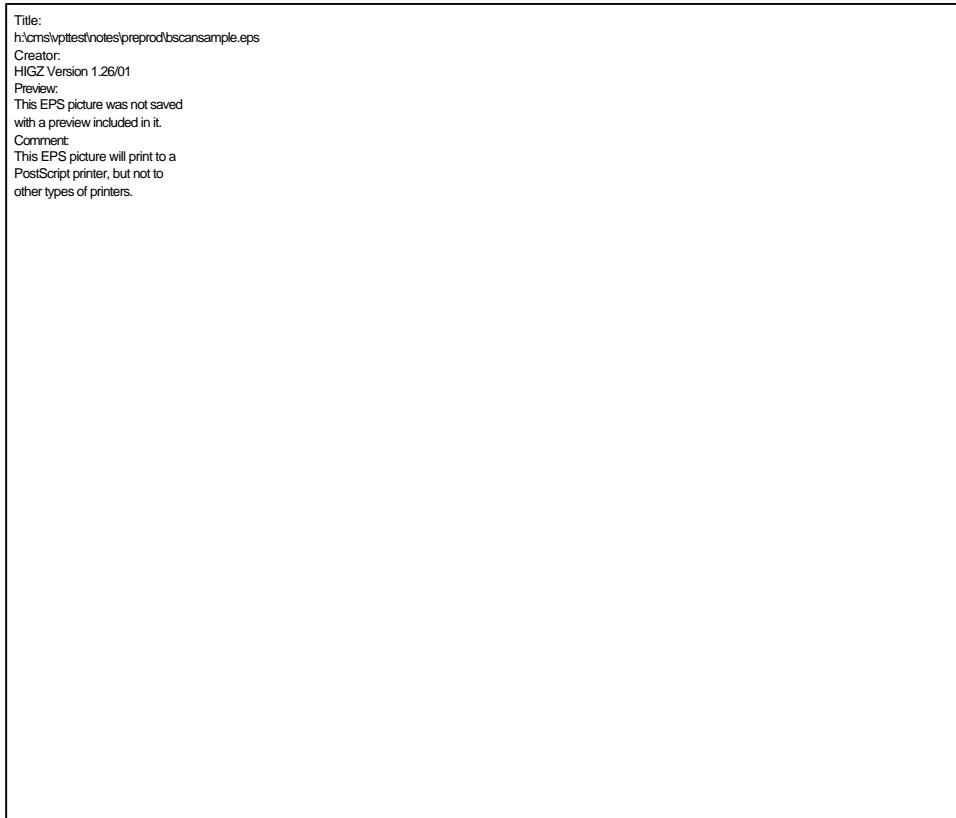 Title:
h:\cms\vpttest\notes\preprod\bscansample.eps
Creator:
HIGZ Version 1.26/01
Preview:
This EPS picture was not saved
with a preview included in it.
Comment:
This EPS picture will print to a
PostScript printer, but not to
other types of printers.